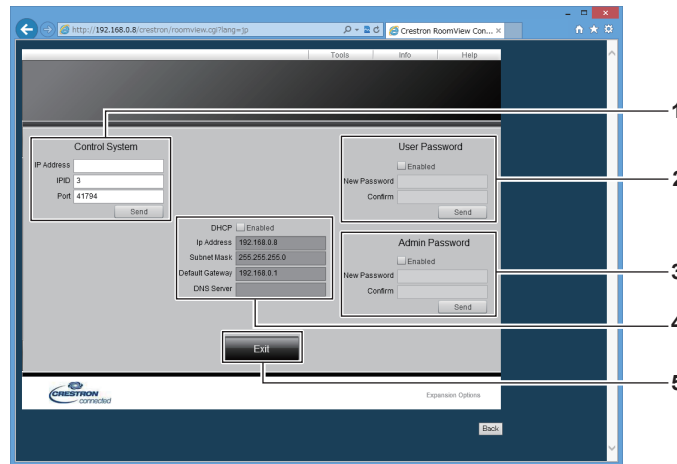 http://192.168.0.8/crestron/roomview.cgi?lang=jp
Crestron RoomView Con...
Tools Info Help
1
Control System
IP Address
IPID 3
Port 41794
Send
User Password
Enabled
New Password
Confirm
Send
2
DHCP Enabled
Ip Address 192.168.0.8
Subnet Mask 255.255.255.0
Default Gateway 192.168.0.1
DNS Server
Admin Password
Enabled
New Password
Confirm
Send
3
4
Exit
5
CRESTRON
connected
Expansion Options
Back